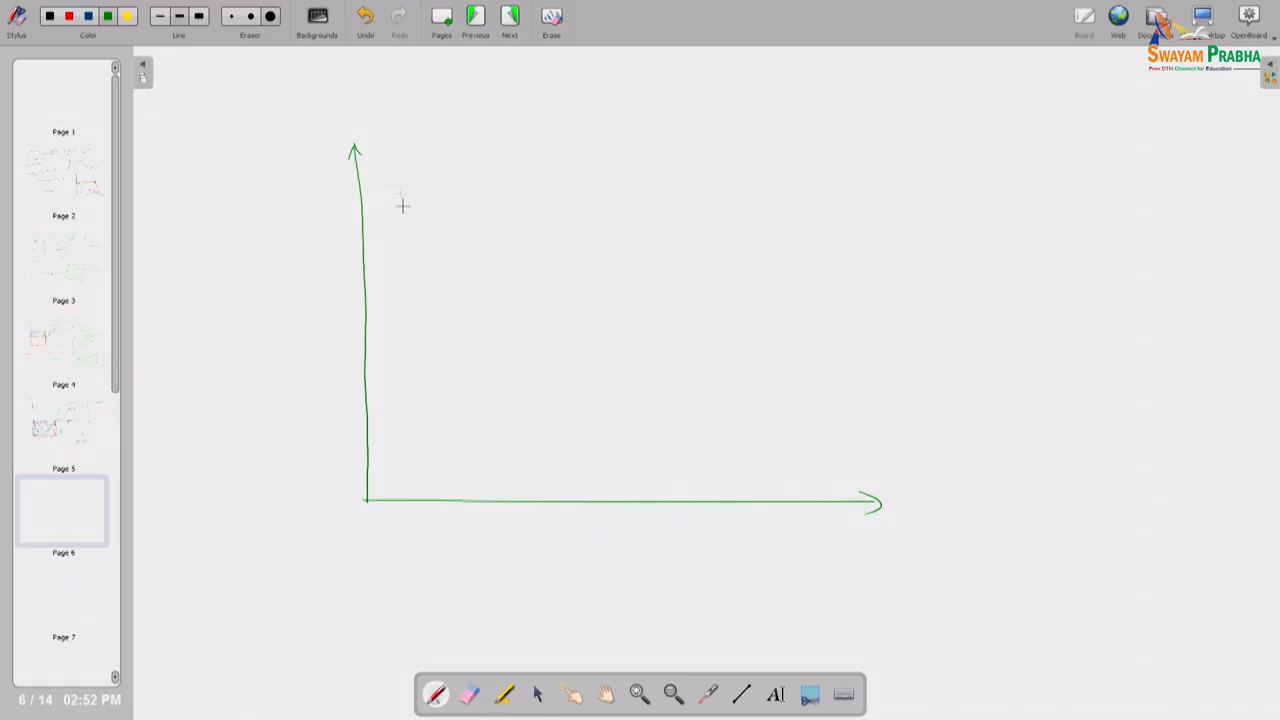 Stylus Color Line Eraser Backgrounds Undo Redo Pages Previous Next Erase Board Web OpenBoard
SWAYAM PRABHA
Free DTH Channel for Education
Page 1
Page 2
Page 3
Page 4
Page 5
Page 6
Page 7
6 / 14 02:52 PM